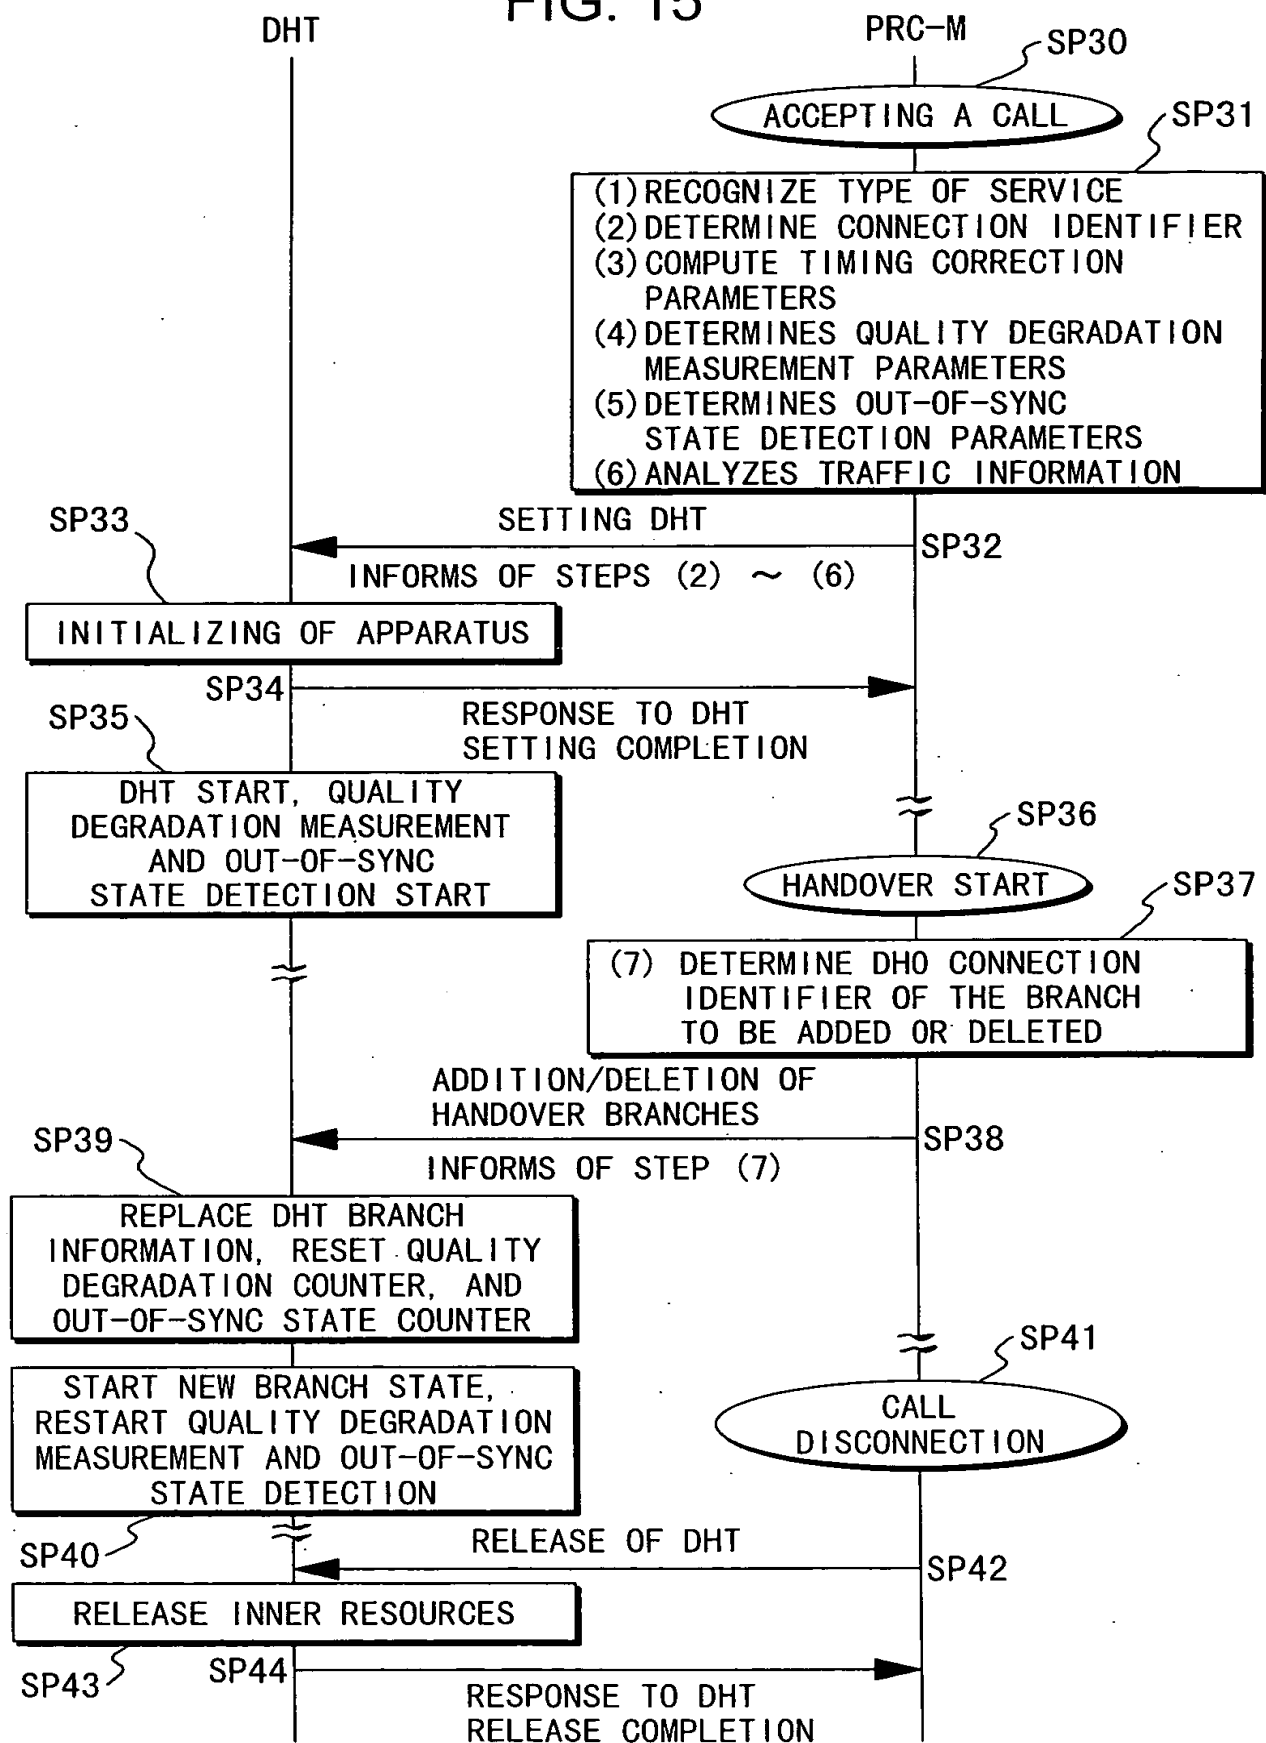 FIG. 15
DHT
PRC-M
SP30
ACCEPTING A CALL
SP31
(1) RECOGNIZE TYPE OF SERVICE
(2) DETERMINE CONNECTION IDENTIFIER
(3) COMPUTE TIMING CORRECTION
PARAMETERS
(4) DETERMINES QUALITY DEGRADATION
MEASUREMENT PARAMETERS
(5) DETERMINES OUT-OF-SYNC
STATE DETECTION PARAMETERS
(6) ANALYZES TRAFFIC INFORMATION
SP33
SETTING DHT
SP32
INFORMS OF STEPS (2) ~ (6)
INITIALIZING OF APPARATUS
SP34
RESPONSE TO DHT
SETTING COMPLETION
SP35
DHT START, QUALITY
DEGRADATION MEASUREMENT
AND OUT-OF-SYNC
STATE DETECTION START
SP36
HANDOVER START
SP37
(7) DETERMINE DHO CONNECTION
IDENTIFIER OF THE BRANCH
TO BE ADDED OR DELETED
ADDITION/DELETION OF
HANDOVER BRANCHES
SP38
INFORMS OF STEP (7)
SP39
REPLACE DHT BRANCH
INFORMATION, RESET QUALITY
DEGRADATION COUNTER, AND
OUT-OF-SYNC STATE COUNTER
START NEW BRANCH STATE,
RESTART QUALITY DEGRADATION
MEASUREMENT AND OUT-OF-SYNC
STATE DETECTION
SP40
SP41
CALL
DISCONNECTION
RELEASE OF DHT
SP42
RELEASE INNER RESOURCES
SP43
SP44
RESPONSE TO DHT
RELEASE COMPLETION